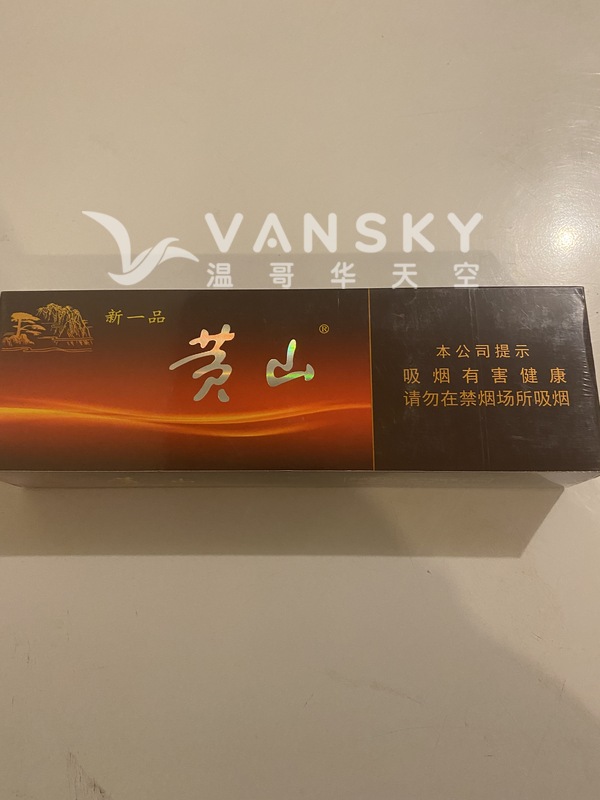 VANSKY
温哥华天空
新一品
黄山®
本公司提示
吸烟有害健康
请勿在禁烟场所吸烟